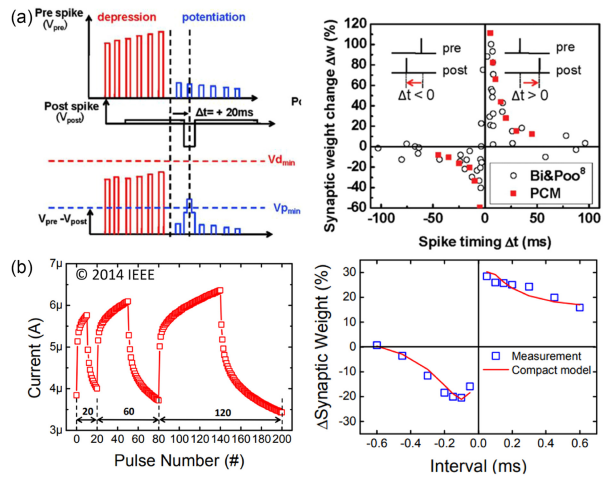 (a)
Pre spike
(Vpre)
depression
potentiation
Post spike
(Vpost)
Δt= + 20ms
Vdmin
Vpmin
Vpre –Vpost
Synaptic weight change Δw (%)
120
100
80
60
40
20
0
-20
-40
-60
pre
post
Δt < 0
pre
post
Δt > 0
Bi&Poo8
PCM
-100 -50 0 50 100
Spike timing Δt (ms)
(b)
© 2014 IEEE
Current (A)
7μ
6μ
5μ
4μ
3μ
20
60
120
0 20 40 60 80 100 120 140 160 180 200
Pulse Number (#)
ΔSynaptic Weight (%)
30
20
10
0
-10
-20
-30
Measurement
Compact model
-0.6 -0.4 -0.2 0.0 0.2 0.4 0.6
Interval (ms)